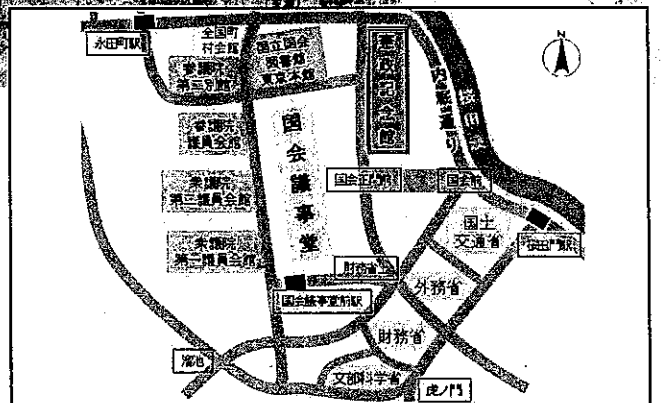 永田町駅
全国町
村会館
国立国会
図書館
東京本館
参議院
第二別館
憲政記念館
内堀通り
桜田濠
参議院
議員会館
国会議事堂
国会正門前
国会前
衆議院
第二議員会館
国土
交通省
桜田門駅
衆議院
第一議員会館
財務省上
外務省
国会議事堂前駅
財務省
溜池
文部科学省
虎ノ門
N